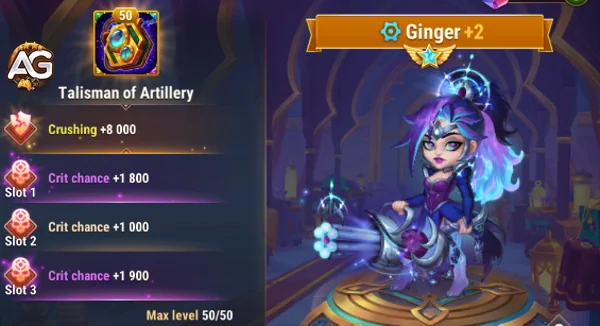 50
AG
Talisman of Artillery
Crushing +8 000
Crit chance +1 800
Slot 1
Crit chance +1 000
Slot 2
Crit chance +1 900
Slot 3
Max level 50/50
Ginger +2